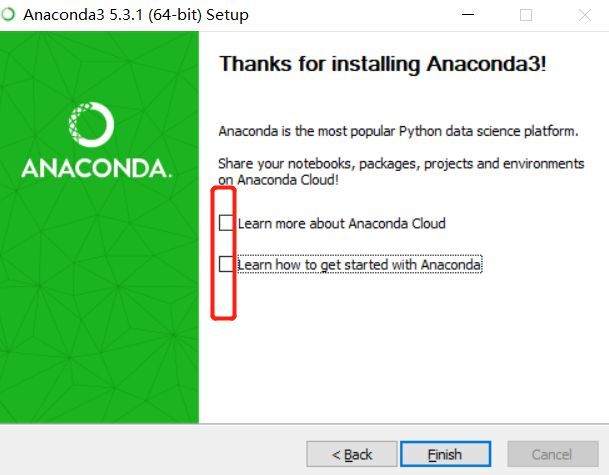 Anaconda3 5.3.1 (64-bit) Setup
ANACONDA.
Thanks for installing Anaconda3!
Anaconda is the most popular Python data science platform.
Share your notebooks, packages, projects and environments
on Anaconda Cloud!
Learn more about Anaconda Cloud
Learn how to get started with Anaconda
< Back
Finish
Cancel